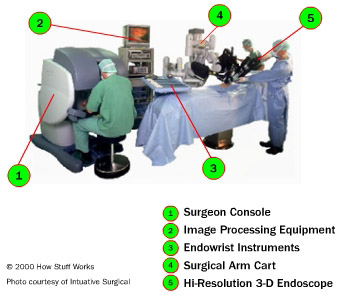 2
4
5
1
3
1 Surgeon Console
2 Image Processing Equipment
3 Endowrist Instruments
4 Surgical Arm Cart
5 Hi-Resolution 3-D Endoscope
© 2000 How Stuff Works
Photo courtesy of Intuative Surgical